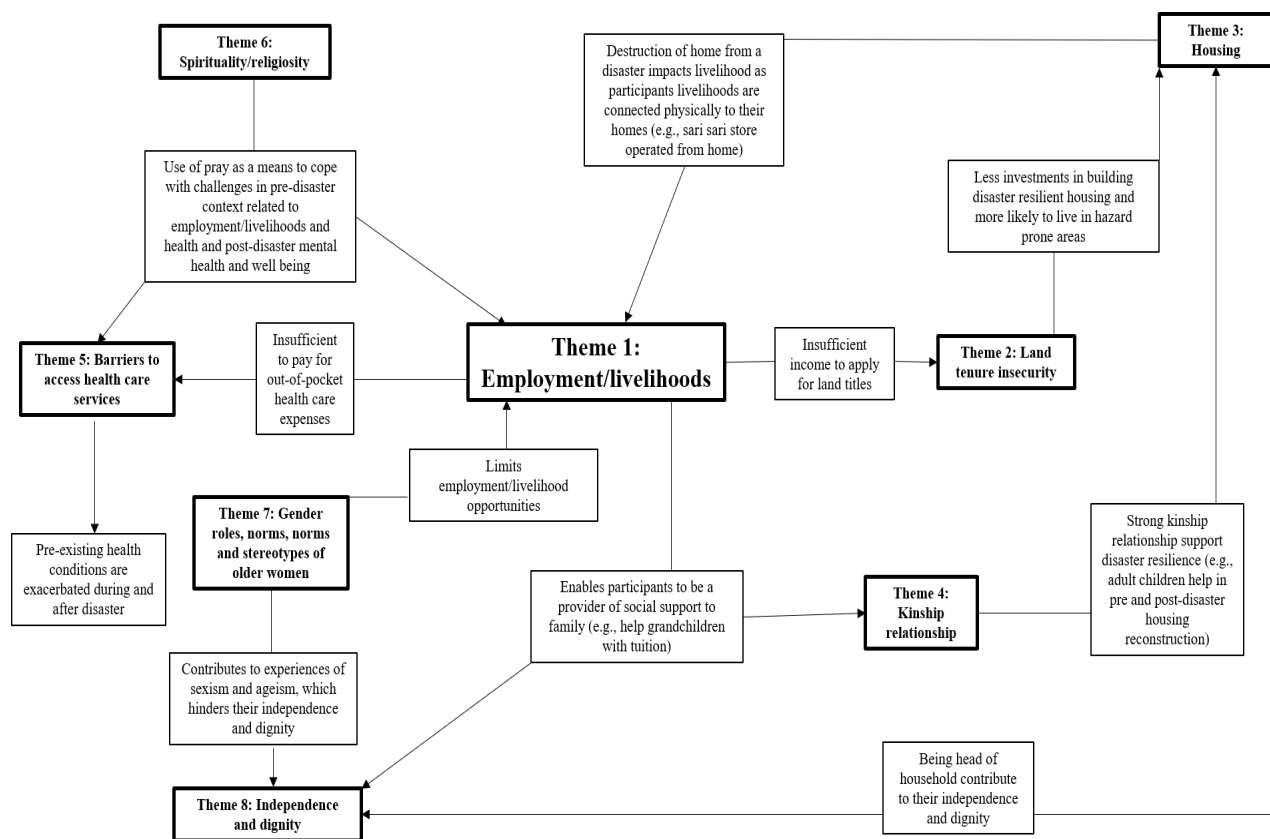 Theme 6:
Spirituality/religiosity
Destruction of home from a
disaster impacts livelihood as
participants livelihoods are
connected physically to their
homes (e.g., sari sari store
operated from home)
Theme 3:
Housing
Use of pray as a means to cope
with challenges in pre-disaster
context related to
employment/livelihoods and
health and post-disaster mental
health and well being
Less investments in building
disaster resilient housing and
more likely to live in hazard
prone areas
Theme 5: Barriers to
access health care
services
Insufficient
to pay for
out-of-pocket
health care
expenses
Theme 1:
Employment/livelihoods
Insufficient
income to apply
for land titles
Theme 2: Land
tenure insecurity
Limits
employment/livelihood
opportunities
Theme 7: Gender
roles, norms, norms
and stereotypes of
older women
Pre-existing health
conditions are
exacerbated during and
after disaster
Strong kinship
relationship support
disaster resilience (e.g.,
adult children help in
pre and post-disaster
housing
reconstruction)
Enables participants to be a
provider of social support to
family (e.g., help grandchildren
with tuition)
Theme 4:
Kinship
relationship
Contributes to experiences of
sexism and ageism, which
hinders their independence
and dignity
Being head of
household contribute
to their independence
and dignity
Theme 8: Independence
and dignity